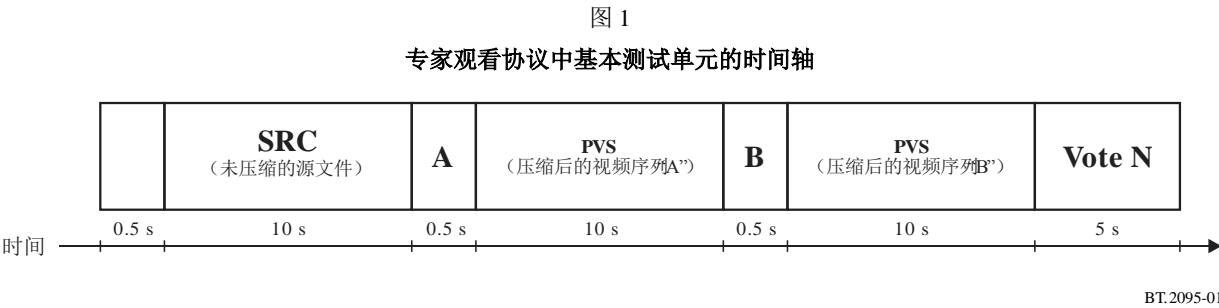 图 1
专家观看协议中基本测试单元的时间轴
SRC
（未压缩的源文件）
A
PVS
（压缩后的视频序列“A”）
B
PVS
（压缩后的视频序列“B”）
Vote N
0.5 s 10 s 0.5 s 10 s 0.5 s 10 s 5 s
时间
BT.2095-01